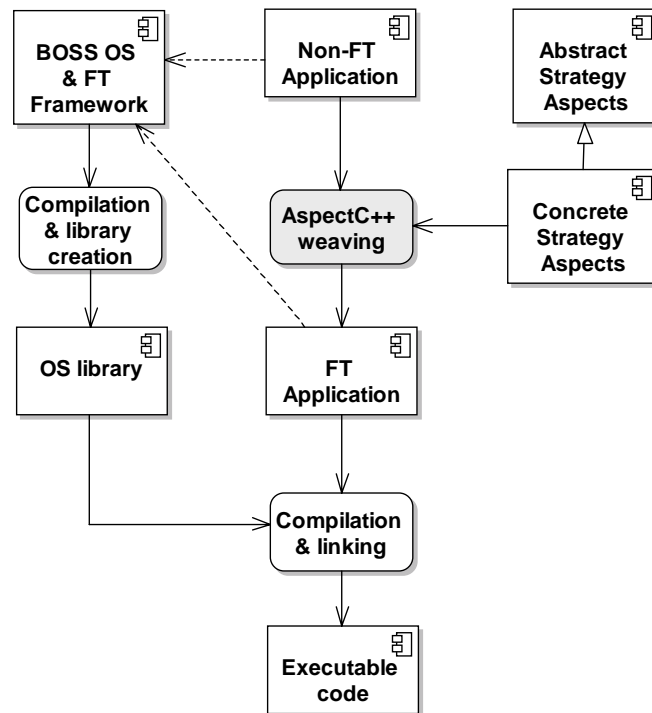 BOSS OS
& FT
Framework
Non-FT
Application
Abstract
Strategy
Aspects
Compilation
& library
creation
AspectC++
weaving
Concrete
Strategy
Aspects
OS library
FT
Application
Compilation
& linking
Executable
code